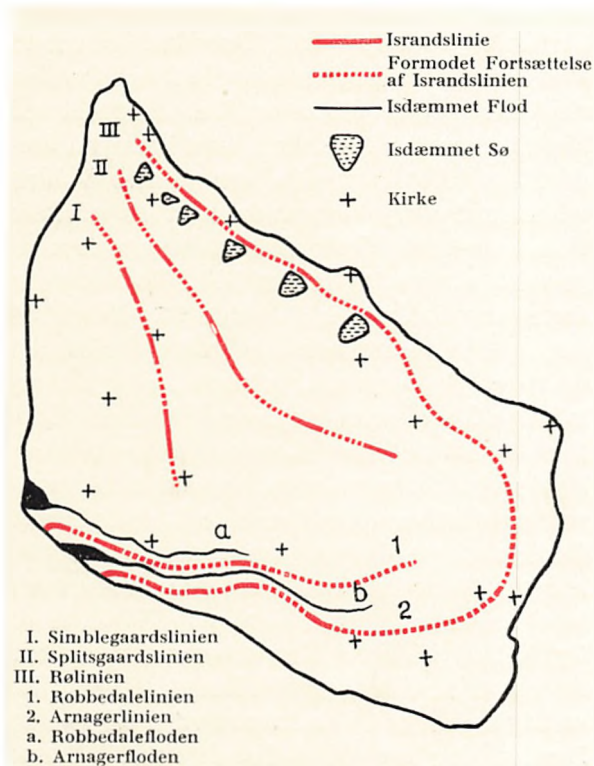 Israndslinie
Formodet Fortsættelse
af Israndslinien
Isdæmmet Flod
Isdæmmet Sø
Kirke
III
II
I
a
1
b
2
I. Simblegaardslinien
II. Splitsgaardslinien
III. Rølinien
1. Robbedalelinien
2. Arnagerlinien
a. Robbedalefloden
b. Arnagerfloden